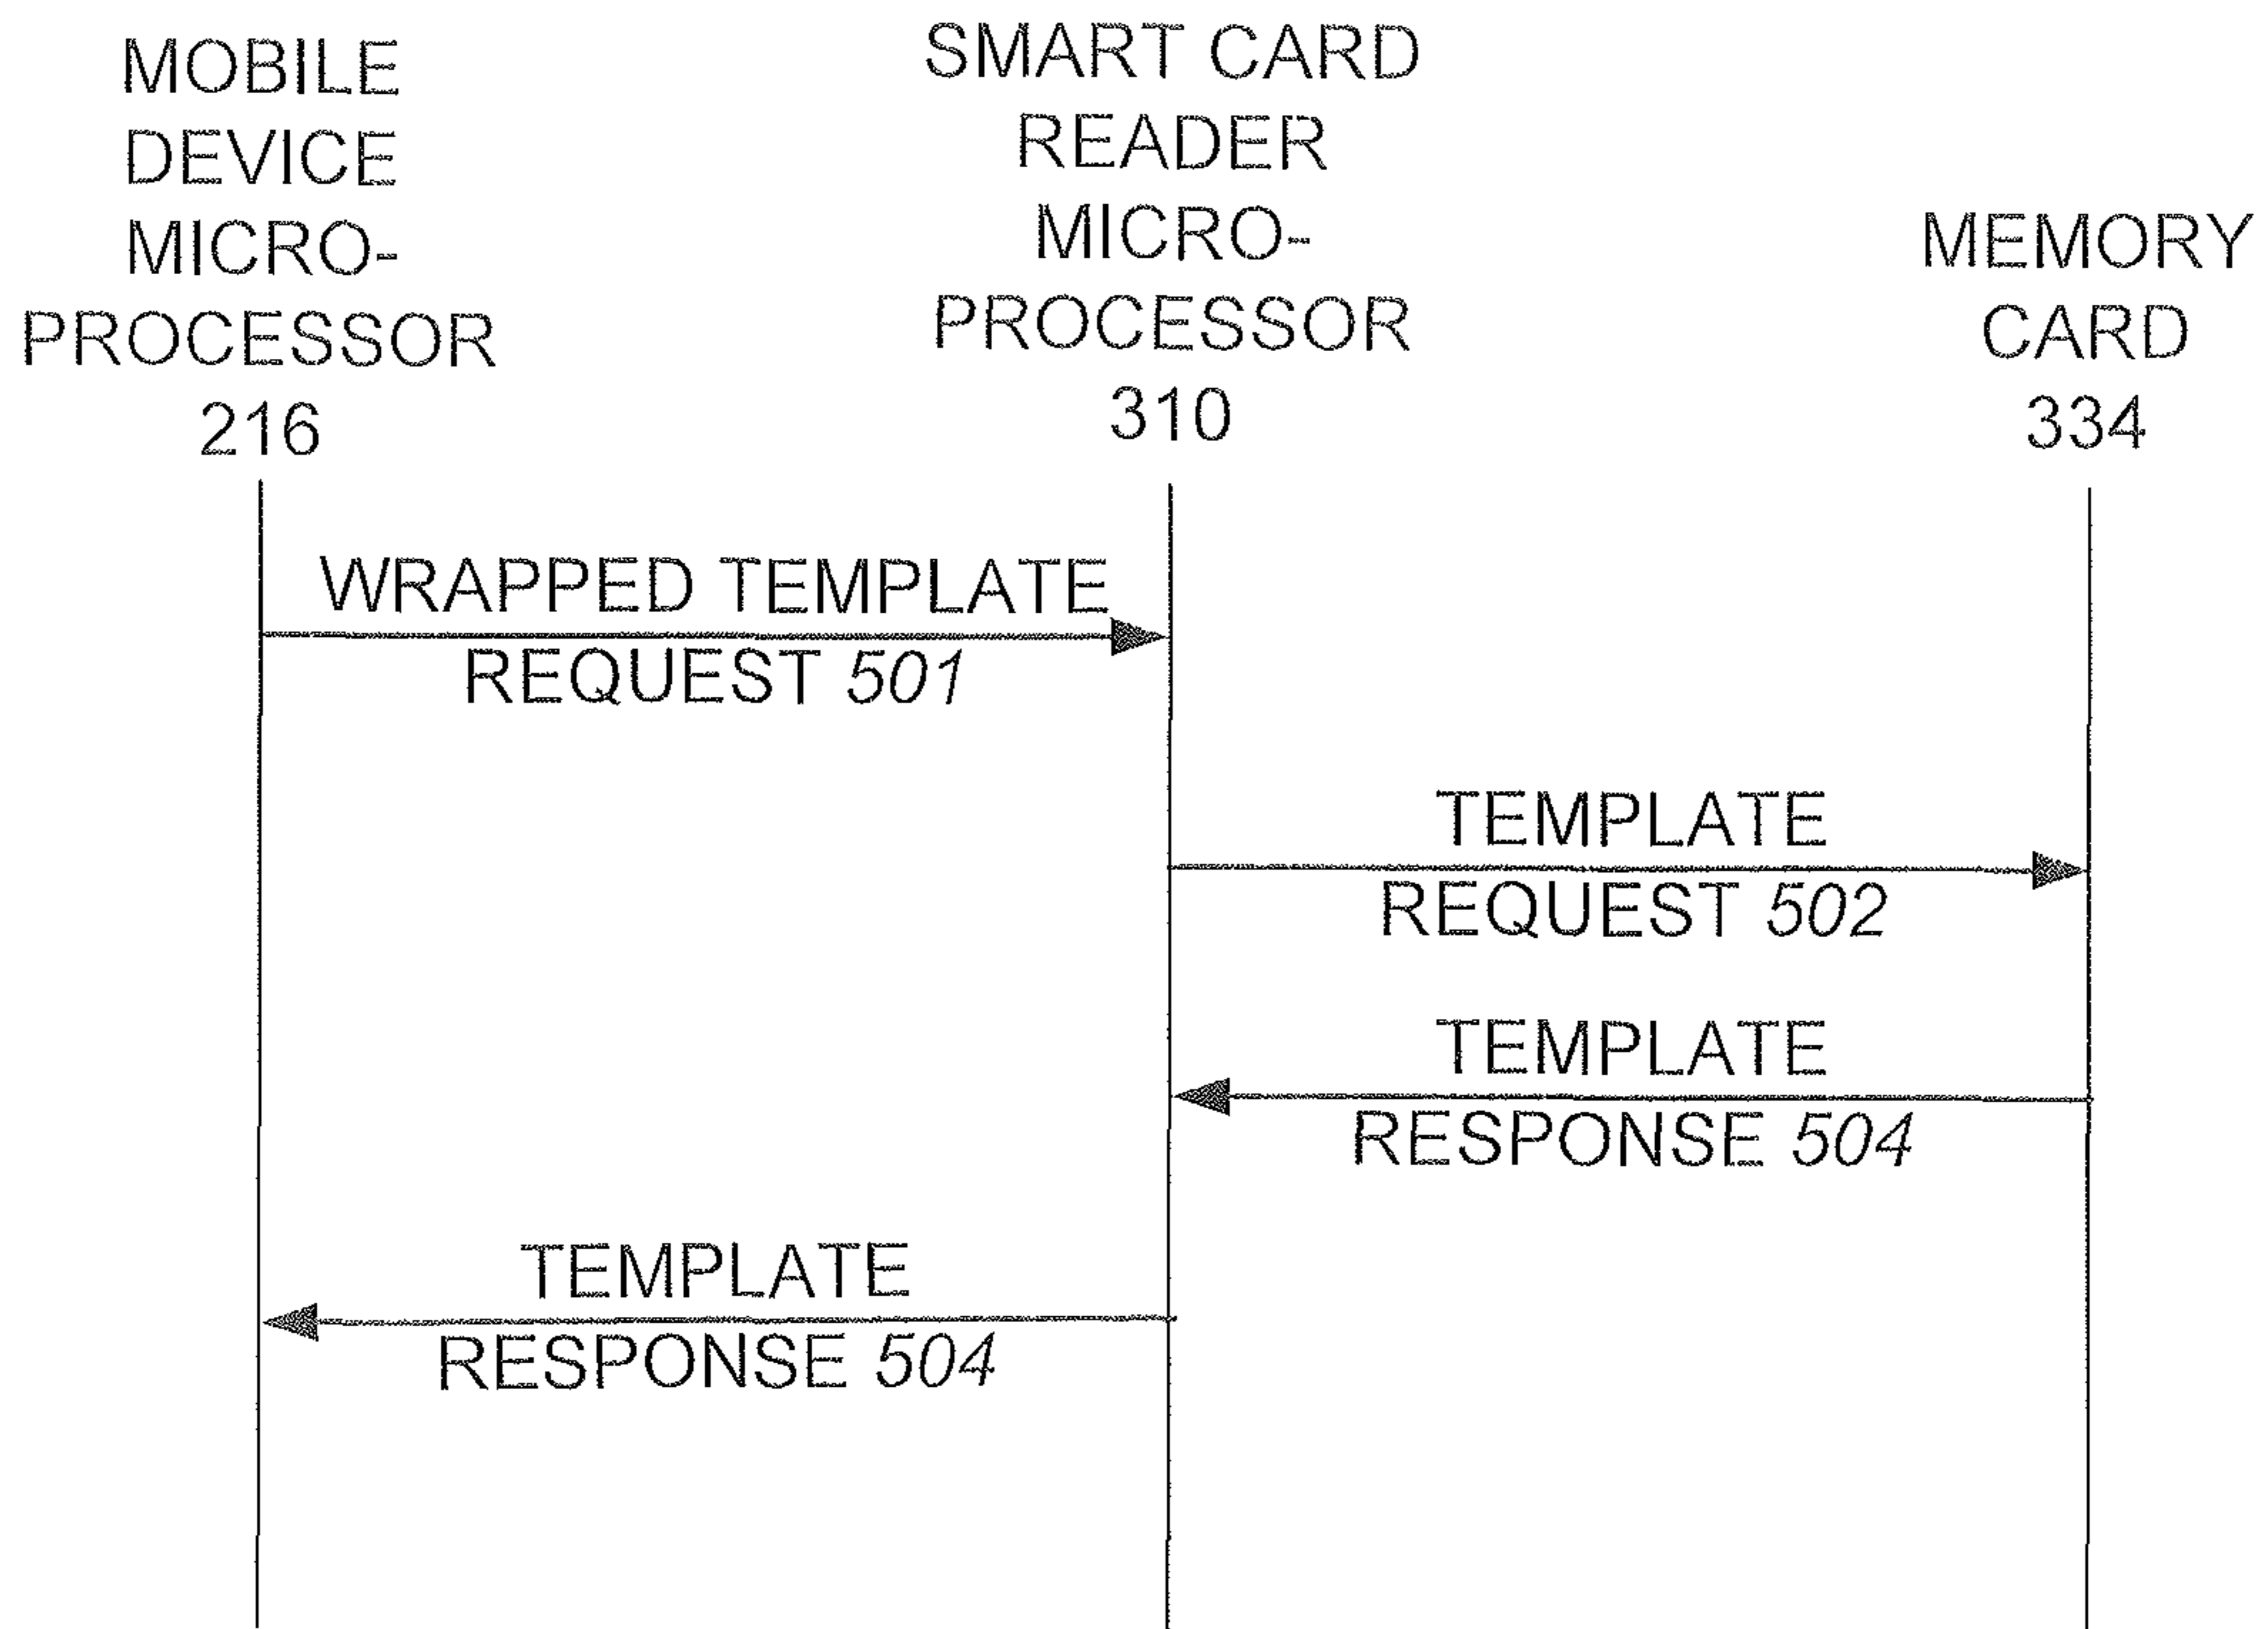 MOBILE
DEVICE
MICRO-
PROCESSOR
216
SMART CARD
READER
MICRO-
PROCESSOR
310
MEMORY
CARD
334
WRAPPED TEMPLATE
REQUEST 501
TEMPLATE
REQUEST 502
TEMPLATE
RESPONSE 504
TEMPLATE
RESPONSE 504